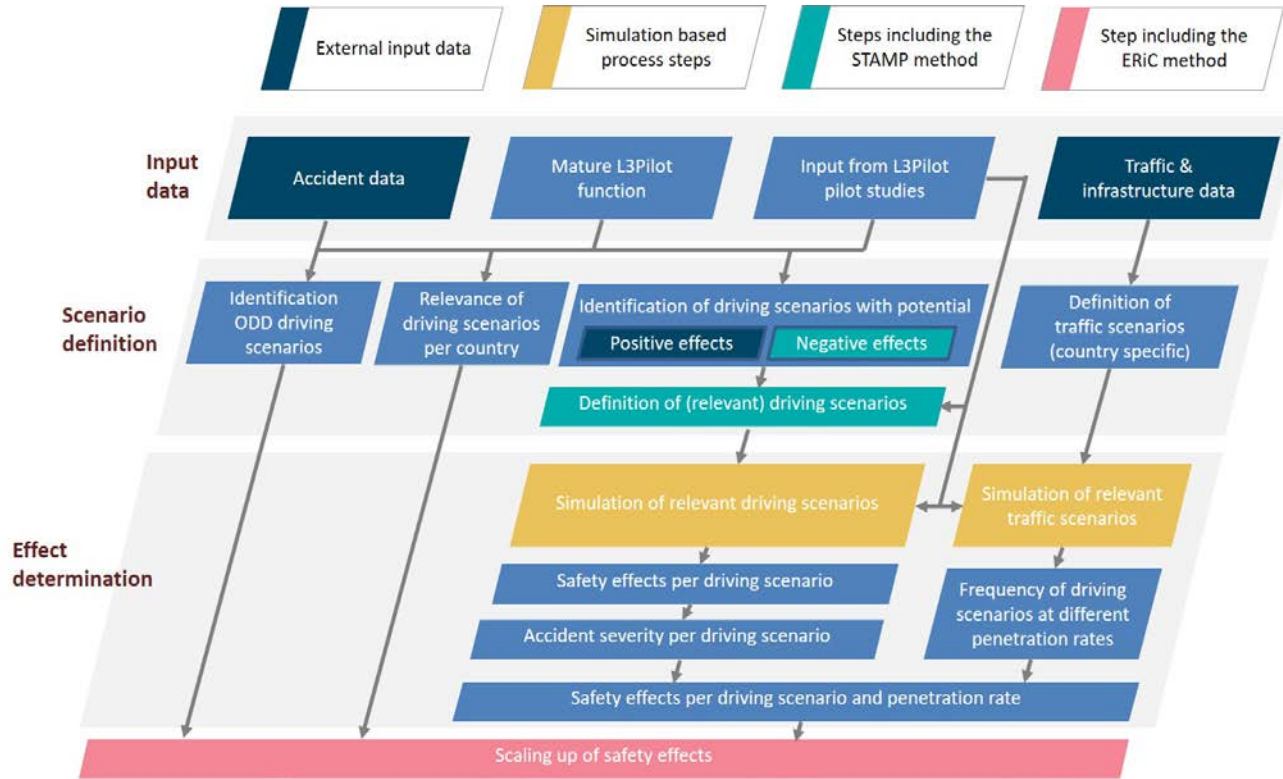 External input data
Simulation based
process steps
Steps including the
STAMP method
Step including the
ERiC method
Input
data
Accident data
Mature L3Pilot
function
Input from L3Pilot
pilot studies
Traffic &
infrastructure data
Scenario
definition
Identification
ODD driving
scenarios
Relevance of
driving scenarios
per country
Identification of driving scenarios with potential
Positive effects
Negative effects
Definition of
traffic scenarios
(country specific)
Definition of (relevant) driving scenarios
Effect
determination
Simulation of relevant driving scenarios
Simulation of relevant
traffic scenarios
Safety effects per driving scenario
Accident severity per driving scenario
Frequency of driving
scenarios at different
penetration rates
Safety effects per driving scenario and penetration rate
Scaling up of safety effects